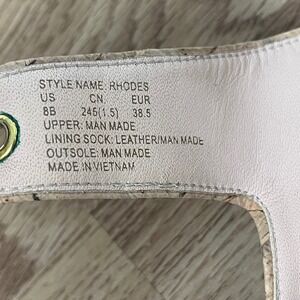 STYLE NAME: RHODES
US CN EUR
8B 245(1.5) 38.5
UPPER: MAN MADE
LINING SOCK: LEATHER/MAN MADE
OUTSOLE: MAN MADE
MADE IN VIETNAM